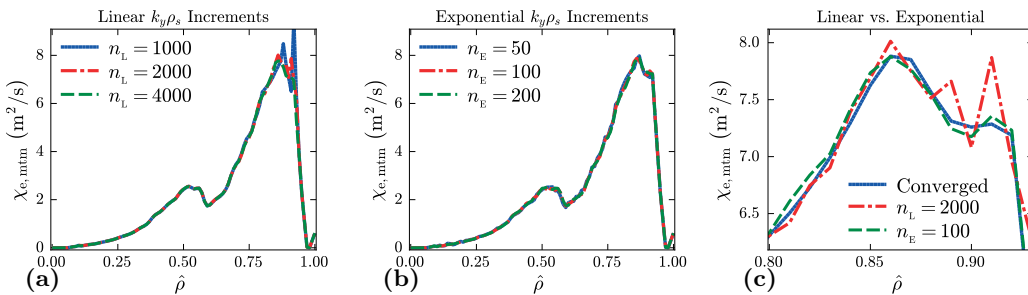 Linear k_yρ_s Increments
χ_e,mtm (m²/s)
8
6
4
2
0
n_L = 1000
n_L = 2000
n_L = 4000
0.00 0.25 0.50 0.75 1.00
(a)
ρ̂
Exponential k_yρ_s Increments
χ_e,mtm (m²/s)
8
6
4
2
0
n_E = 50
n_E = 100
n_E = 200
0.00 0.25 0.50 0.75 1.00
(b)
ρ̂
Linear vs. Exponential
χ_e,mtm (m²/s)
8.0
7.5
7.0
6.5
Converged
n_L = 2000
n_E = 100
0.80 0.85 0.90
(c)
ρ̂